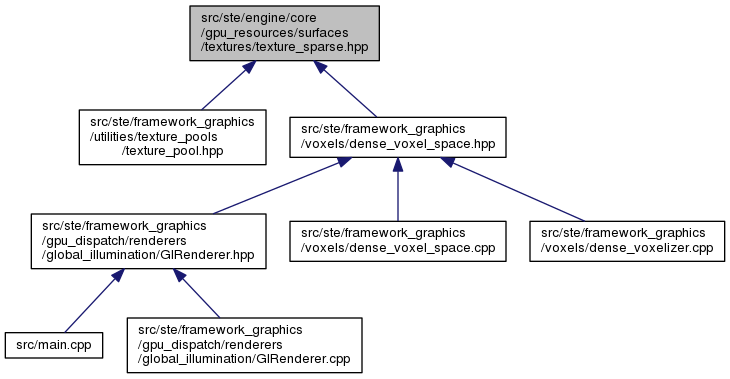 src/ste/engine/core
/gpu_resources/surfaces
/textures/texture_sparse.hpp
src/ste/framework_graphics
/utilities/texture_pools
/texture_pool.hpp
src/ste/framework_graphics
/voxels/dense_voxel_space.hpp
src/ste/framework_graphics
/gpu_dispatch/renderers
/global_illumination/GIRenderer.hpp
src/ste/framework_graphics
/voxels/dense_voxel_space.cpp
src/ste/framework_graphics
/voxels/dense_voxelizer.cpp
src/main.cpp
src/ste/framework_graphics
/gpu_dispatch/renderers
/global_illumination/GIRenderer.cpp